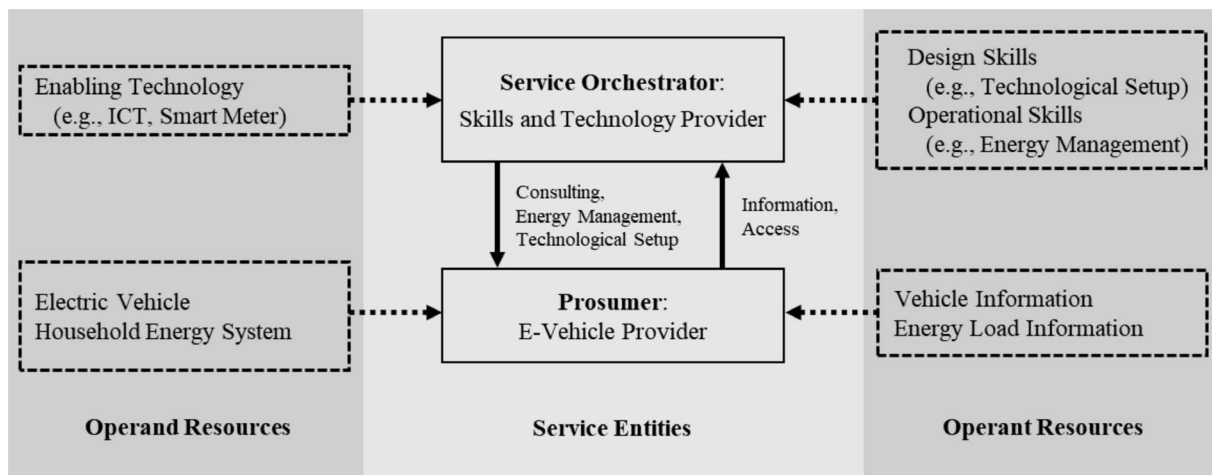 Enabling Technology
(e.g., ICT, Smart Meter)
Service Orchestrator:
Skills and Technology Provider
Design Skills
(e.g., Technological Setup)
Operational Skills
(e.g., Energy Management)
Consulting,
Energy Management,
Technological Setup
Information,
Access
Electric Vehicle
Household Energy System
Prosumer:
E-Vehicle Provider
Vehicle Information
Energy Load Information
Operand Resources
Service Entities
Operant Resources